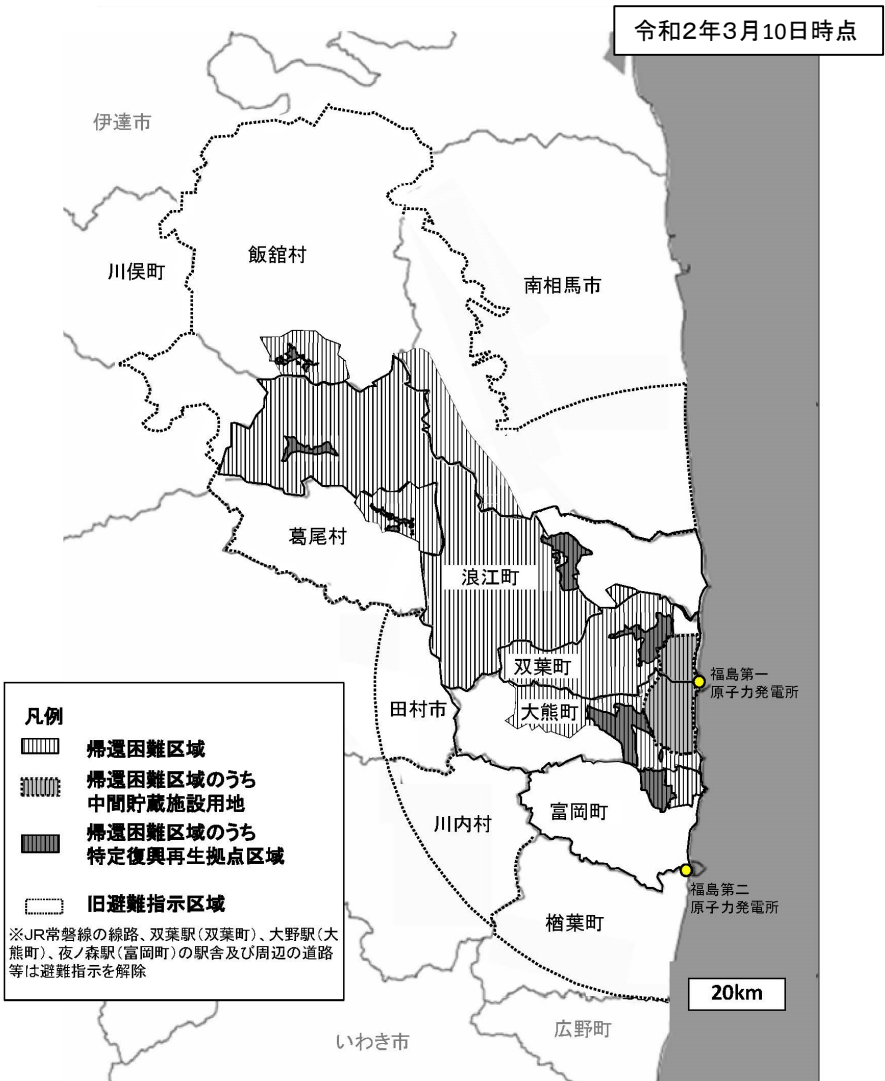 令和2年3月10日時点
伊達市
川俣町
飯舘村
南相馬市
葛尾村
浪江町
双葉町
福島第一
原子力発電所
田村市
大熊町
川内村
富岡町
福島第二
原子力発電所
楢葉町
凡例
帰還困難区域
帰還困難区域のうち
中間貯蔵施設用地
帰還困難区域のうち
特定復興再生拠点区域
旧避難指示区域
※JR常磐線の線路、双葉駅(双葉町)、大野駅(大
熊町)、夜ノ森駅(富岡町)の駅舎及び周辺の道路
等は避難指示を解除
20km
いわき市
広野町